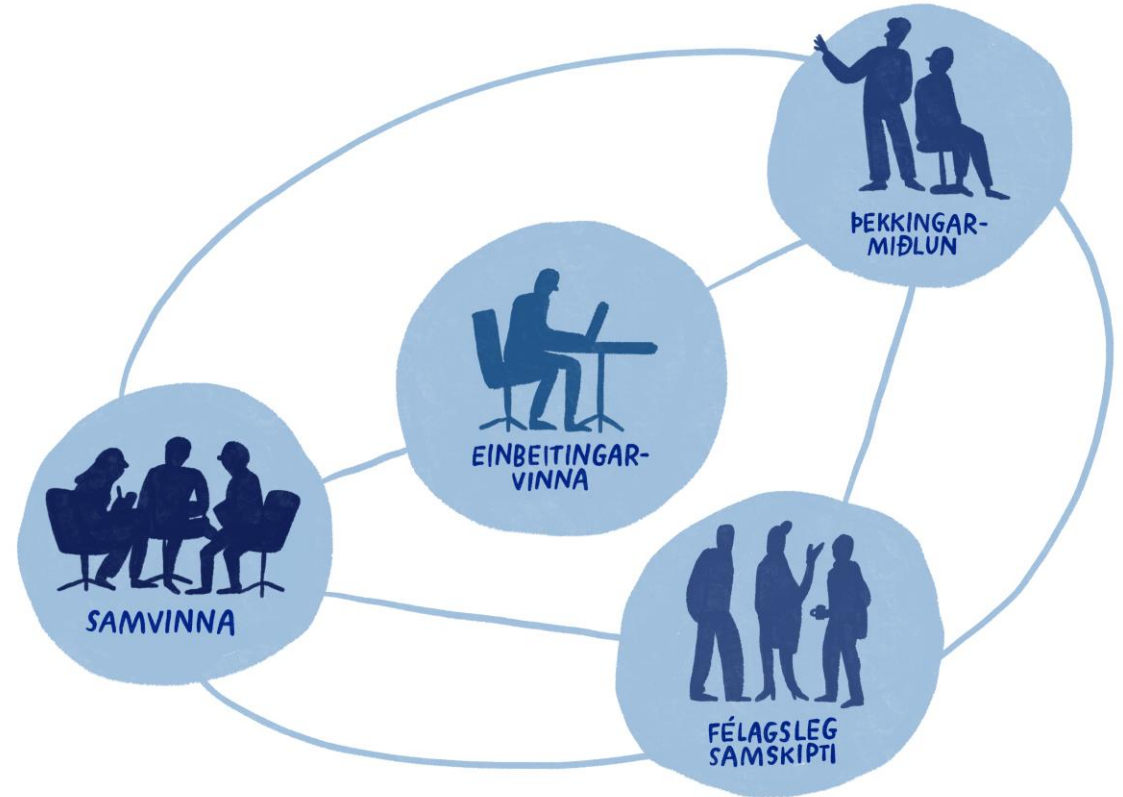 ÞEKKINGAR-
MIÐLUN
EINBEITINGAR-
VINNA
SAMVINNA
FÉLAGSLEG
SAMSKIPTI